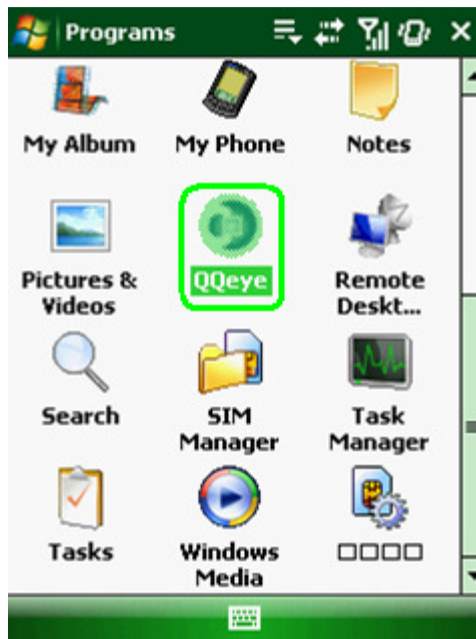 Programs
My Album
My Phone
Notes
Pictures &
Videos
QQeye
Remote
Deskt...
Search
SIM
Manager
Task
Manager
Tasks
Windows
Media
□□□□